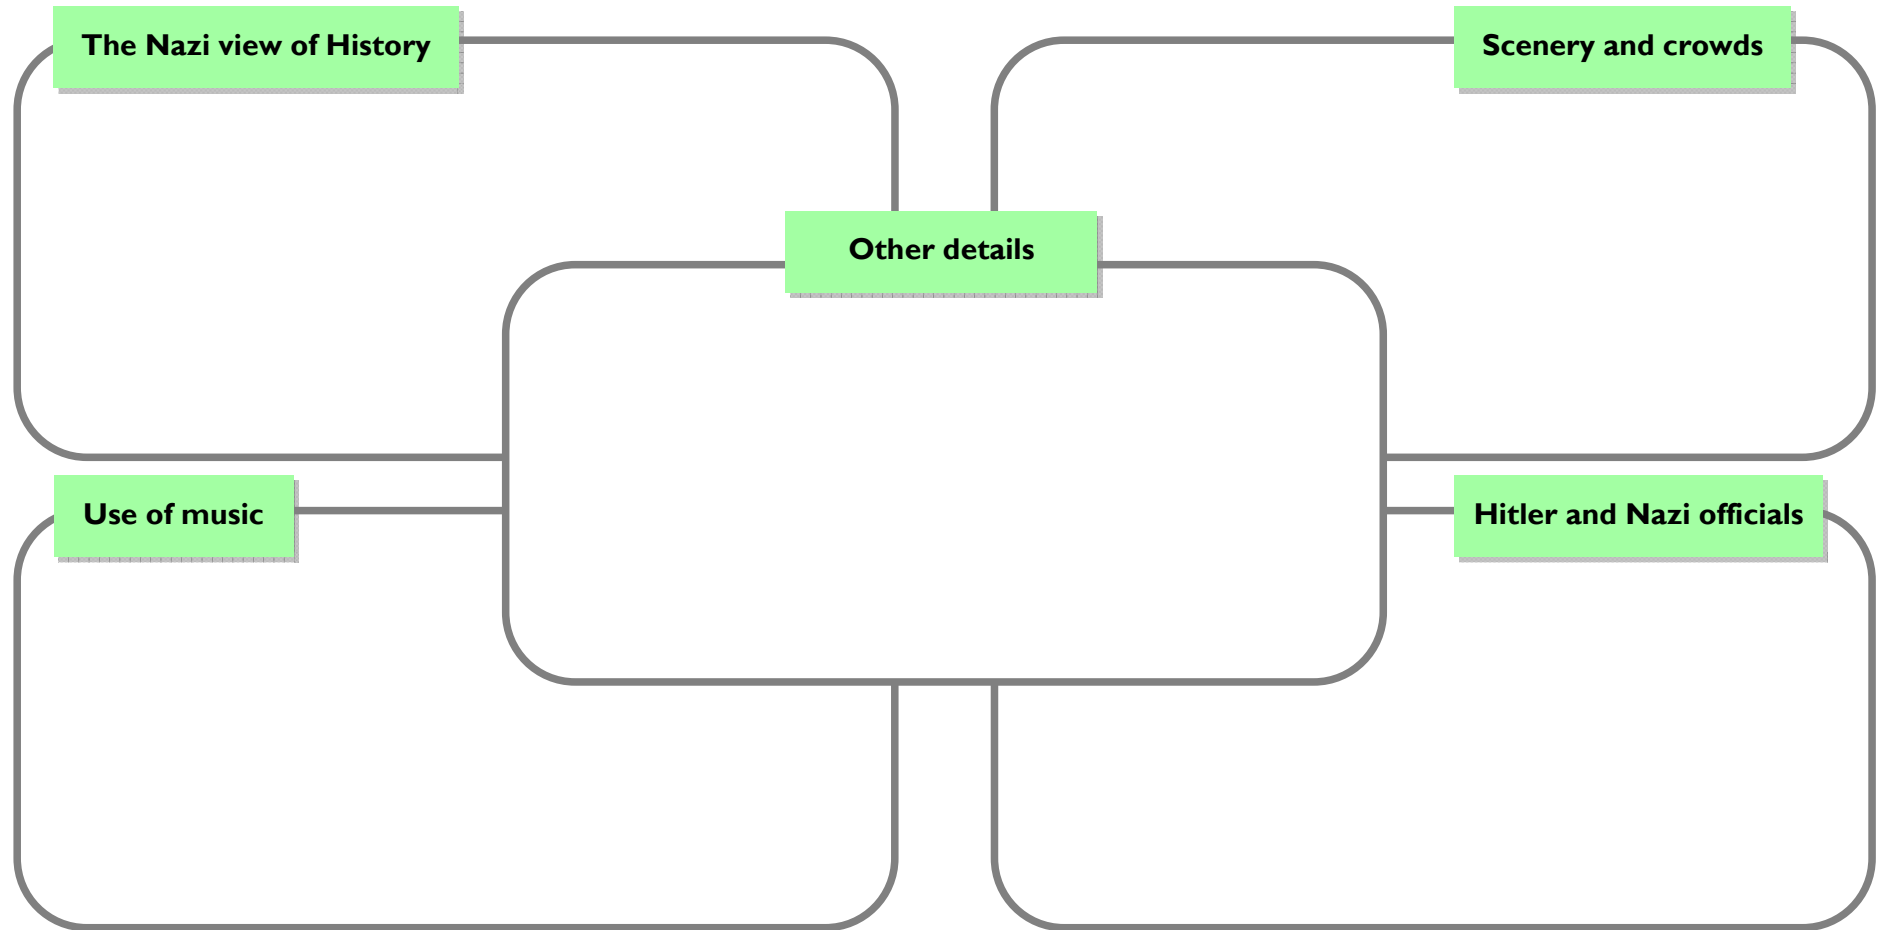 The Nazi view of History
Scenery and crowds
Other details
Use of music
Hitler and Nazi officials